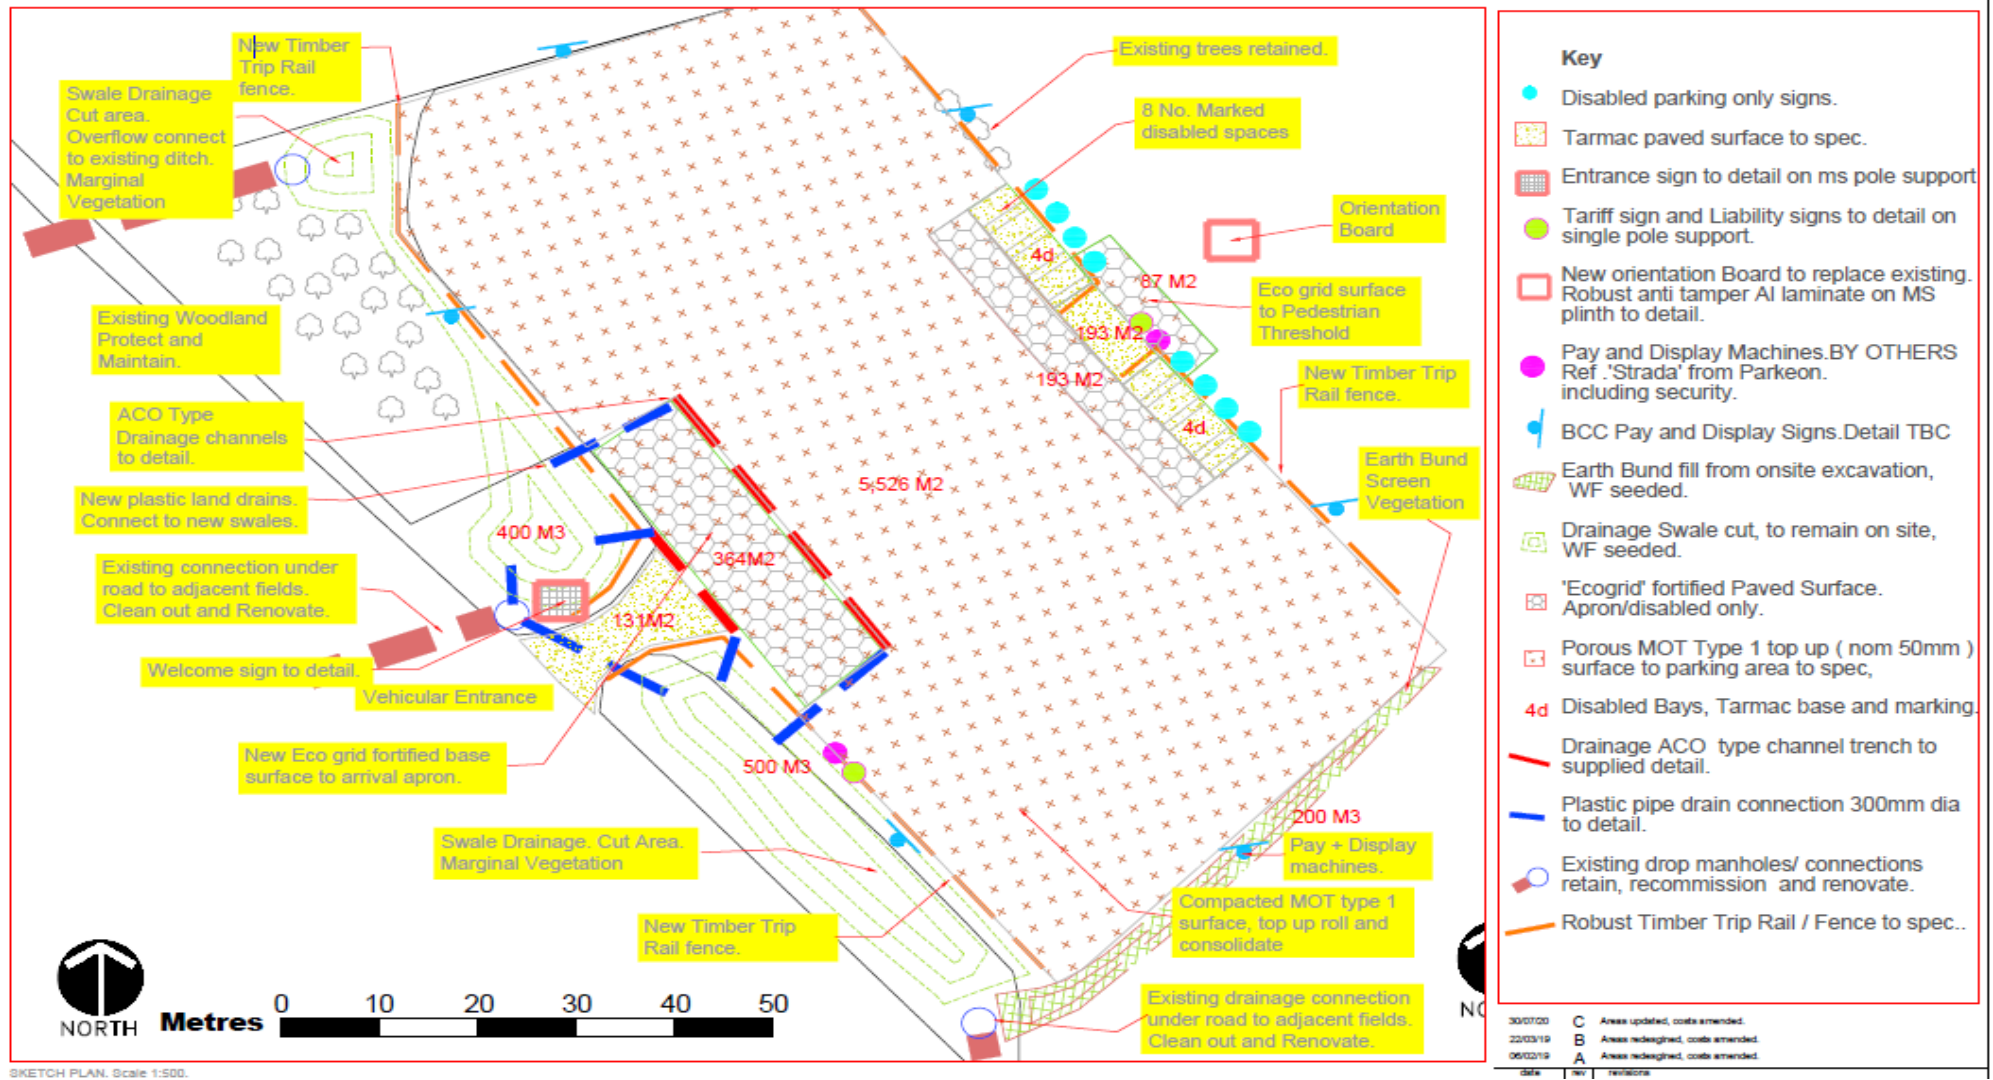 New Timber
Trip Rail
fence.
Swale Drainage
Cut area.
Overflow connect
to existing ditch.
Marginal
Vegetation
Existing trees retained.
8 No. Marked
disabled spaces
Orientation
Board
4d
87 M2
Eco grid surface
to Pedestrian
Threshold
193 M2
193 M2
Existing Woodland
Protect and
Maintain.
New Timber Trip
Rail fence.
ACO Type
Drainage channels
to detail.
4d
Earth Bund
Screen
Vegetation
5,526 M2
New plastic land drains.
Connect to new swales.
400 M3
364M2
Existing connection under
road to adjacent fields.
Clean out and Renovate.
131M2
Welcome sign to detail.
Vehicular Entrance
New Eco grid fortified base
surface to arrival apron.
500 M3
200 M3
Swale Drainage. Cut Area.
Marginal Vegetation
Pay + Display
machines.
Compacted MOT type 1
surface, top up roll and
consolidate
New Timber Trip
Rail fence.
Existing drainage connection
under road to adjacent fields.
Clean out and Renovate.
NORTH
Metres
0 10 20 30 40 50
SKETCH PLAN. Scale 1:500.
Key
Disabled parking only signs.
Tarmac paved surface to spec.
Entrance sign to detail on ms pole support
Tariff sign and Liability signs to detail on
single pole support.
New orientation Board to replace existing.
Robust anti tamper Al laminate on MS
plinth to detail.
Pay and Display Machines.BY OTHERS
Ref .'Strada' from Parkeon.
including security.
BCC Pay and Display Signs.Detail TBC
Earth Bund fill from onsite excavation,
WF seeded.
Drainage Swale cut, to remain on site,
WF seeded.
'Ecogrid' fortified Paved Surface.
Apron/disabled only.
Porous MOT Type 1 top up ( nom 50mm )
surface to parking area to spec,
4d Disabled Bays, Tarmac base and marking.
Drainage ACO type channel trench to
supplied detail.
Plastic pipe drain connection 300mm dia
to detail.
Existing drop manholes/ connections
retain, recommission and renovate.
Robust Timber Trip Rail / Fence to spec..
30/07/20 C Areas updated, costs amended.
22/03/19 B Areas redesgined, costs amended.
06/02/19 A Areas redesgined, costs amended.
date rev revisions